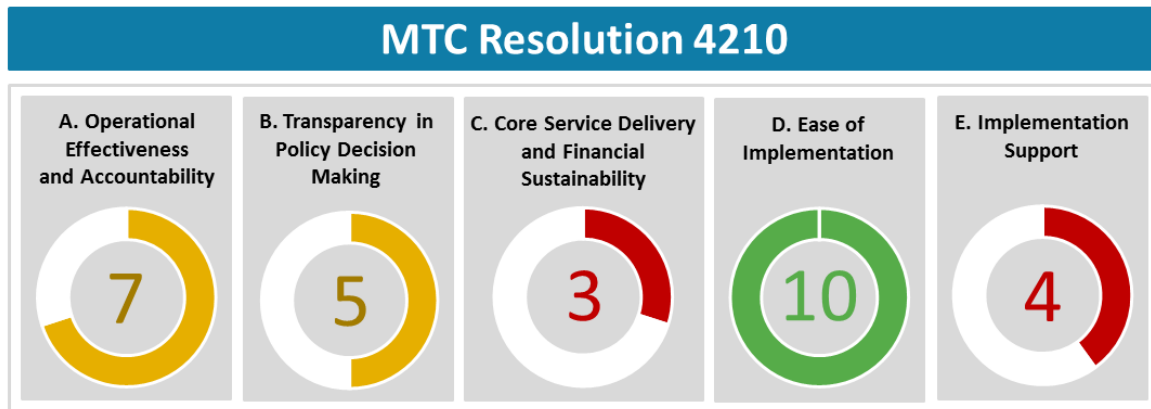 MTC Resolution 4210
A. Operational
Effectiveness
and Accountability
7
B. Transparency in
Policy Decision
Making
5
C. Core Service Delivery
and Financial
Sustainability
3
D. Ease of
Implementation
10
E. Implementation
Support
4